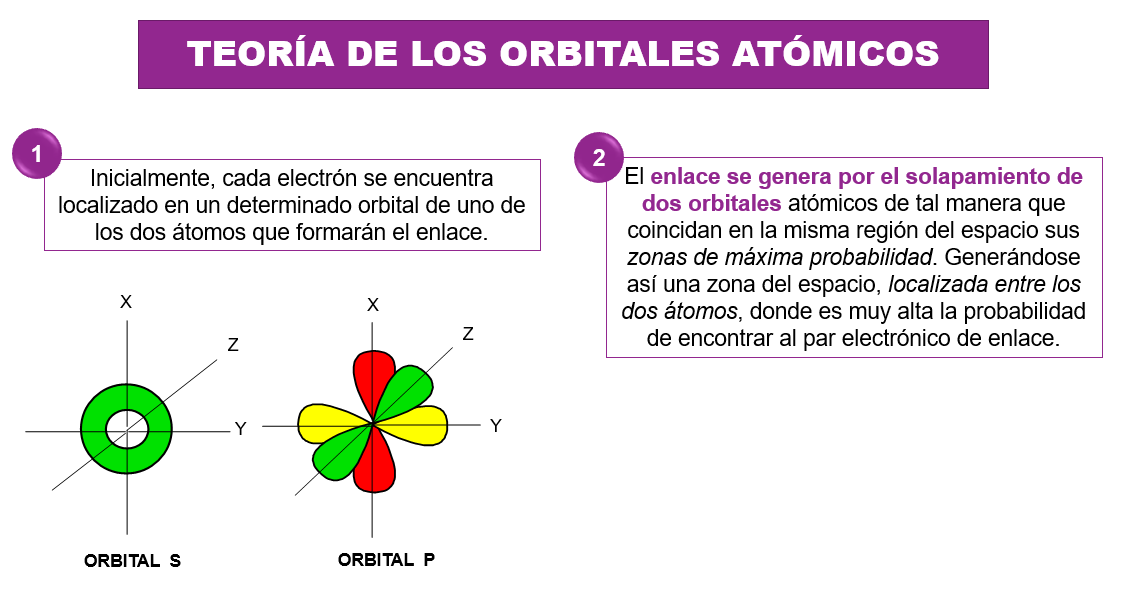 TEORÍA DE LOS ORBITALES ATÓMICOS
1
Inicialmente, cada electrón se encuentra
localizado en un determinado orbital de uno de
los dos átomos que formarán el enlace.
2
El enlace se genera por el solapamiento de
dos orbitales atómicos de tal manera que
coincidan en la misma región del espacio sus
zonas de máxima probabilidad. Generándose
así una zona del espacio, localizada entre los
dos átomos, donde es muy alta la probabilidad
de encontrar al par electrónico de enlace.
X
Z
Y
ORBITAL S
X
Z
Y
ORBITAL P